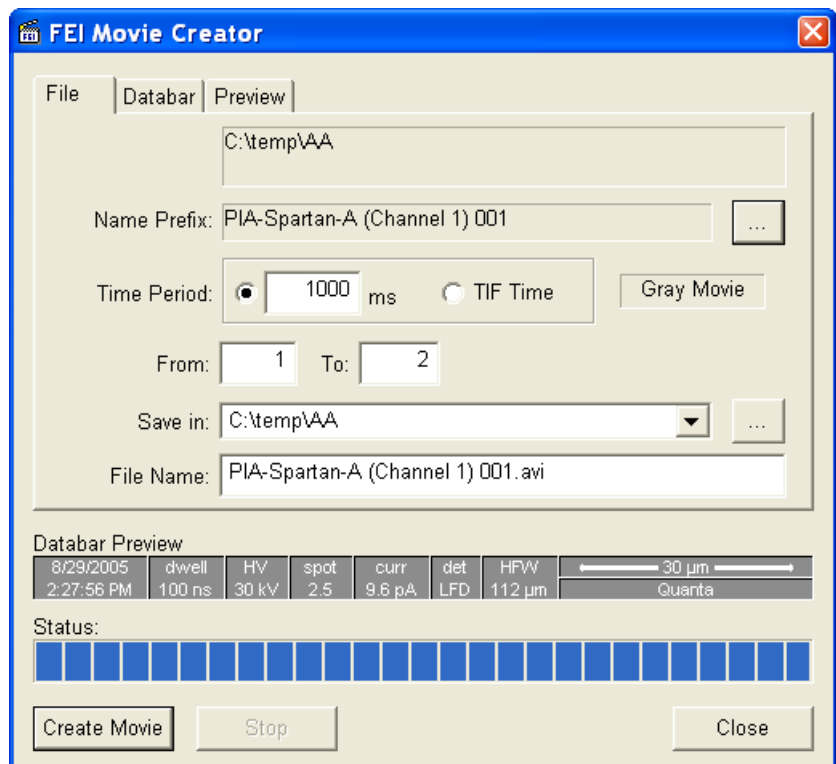 FEI Movie Creator
File Databar Preview
C:\temp\AA
Name Prefix: PIA-Spartan-A (Channel 1) 001 ...
Time Period: 1000 ms TIF Time Gray Movie
From: 1 To: 2
Save in: C:\temp\AA ...
File Name: PIA-Spartan-A (Channel 1) 001.avi
Databar Preview
8/29/2005 dwell HV spot curr det HFW 30 µm
2:27:56 PM 100 ns 30 kV 2.5 9.6 pA LFD 112 µm Quanta
Status:
Create Movie Stop Close